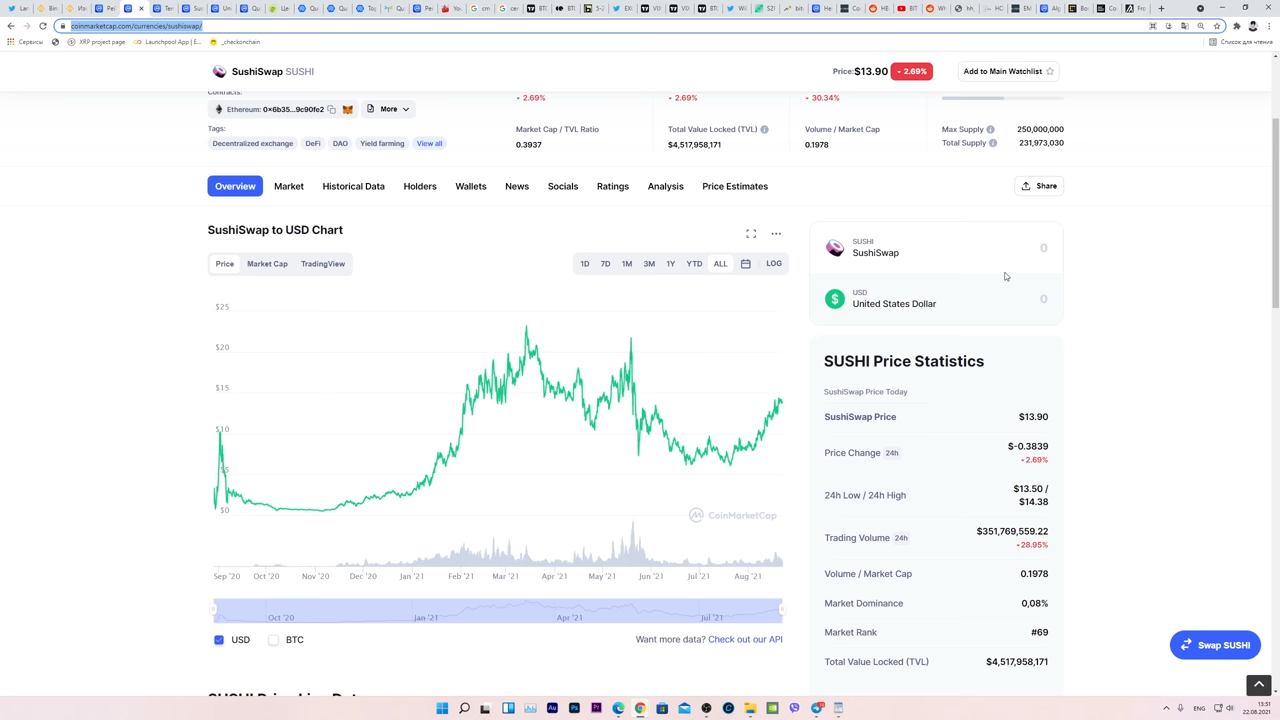 coinmarketcap.com/currencies/sushiswap/
Сервисы
XRP project page
Launchpool App | E...
_checkonchain
Список для чтения
SushiSwap SUSHI
Price: $13.90
2.69%
Add to Main Watchlist
Contracts:
Ethereum: 0x6b35...9c90fe2
More
2.69%
2.69%
30.34%
Tags:
Decentralized exchange
DeFi
DAO
Yield farming
View all
Market Cap / TVL Ratio
0.3937
Total Value Locked (TVL)
$4,517,958,171
Volume / Market Cap
0.1978
Max Supply
250,000,000
Total Supply
231,973,030
Overview
Market
Historical Data
Holders
Wallets
News
Socials
Ratings
Analysis
Price Estimates
Share
SushiSwap to USD Chart
Price
Market Cap
TradingView
1D
7D
1M
3M
1Y
YTD
ALL
LOG
$25
$20
$15
$10
$5
$0
CoinMarketCap
Sep '20
Oct '20
Nov '20
Dec '20
Jan '21
Feb '21
Mar '21
Apr '21
May '21
Jun '21
Jul '21
Aug '21
Oct '20
Jan '21
Apr '21
Jul '21
USD
BTC
Want more data? Check out our API
SUSHI
SushiSwap
0
USD
United States Dollar
0
SUSHI Price Statistics
SushiSwap Price Today
SushiSwap Price
$13.90
Price Change 24h
$-0.3839
2.69%
24h Low / 24h High
$13.50 /
$14.38
Trading Volume 24h
$351,769,559.22
28.95%
Volume / Market Cap
0.1978
Market Dominance
0,08%
Market Rank
#69
Total Value Locked (TVL)
$4,517,958,171
Swap SUSHI
ENG
13:51
22.08.2021